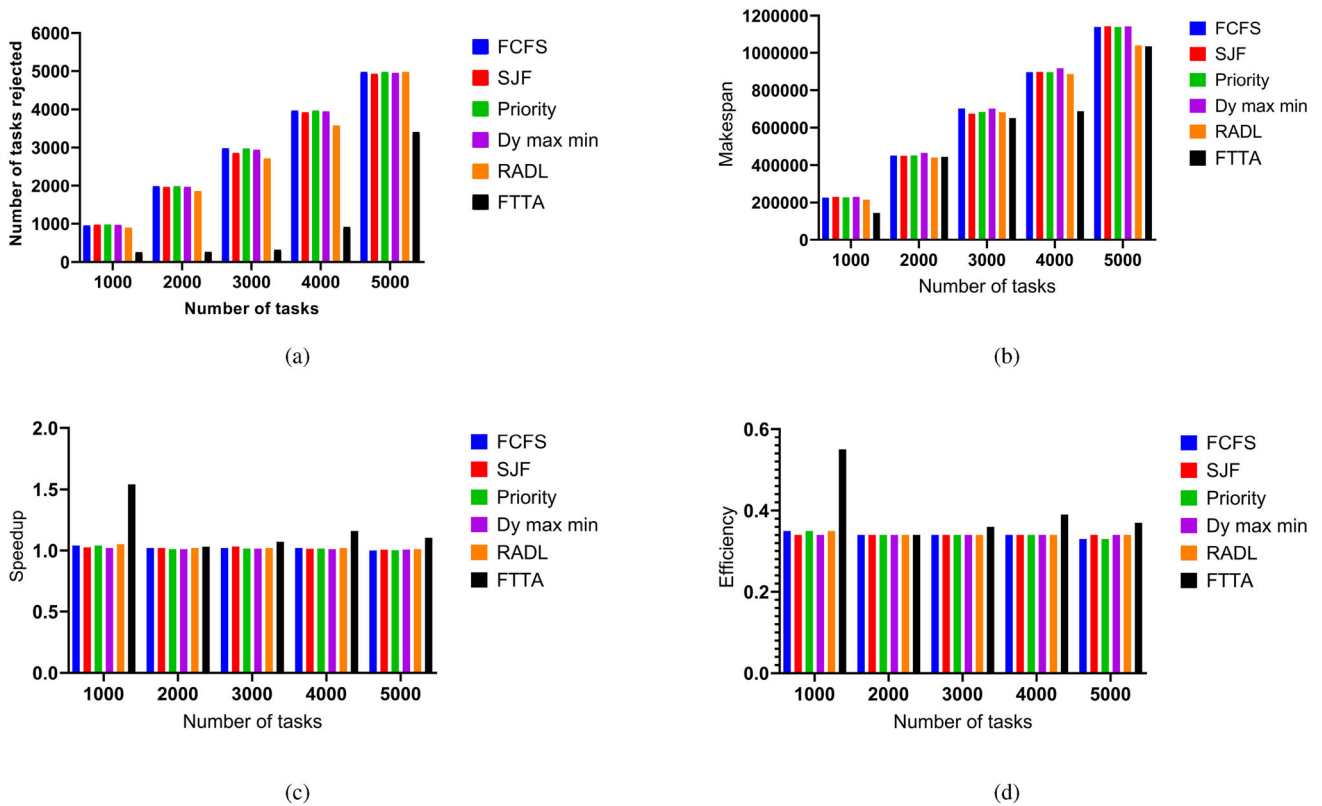 Number of tasks rejected
6000
5000
4000
3000
2000
1000
0
1000 2000 3000 4000 5000
Number of tasks
FCFS
SJF
Priority
Dy max min
RADL
FTTA
(a)
Makespan
1200000
1000000
800000
600000
400000
200000
0
1000 2000 3000 4000 5000
Number of tasks
FCFS
SJF
Priority
Dy max min
RADL
FTTA
(b)
Speedup
2.0
1.5
1.0
0.5
0.0
1000 2000 3000 4000 5000
Number of tasks
FCFS
SJF
Priority
Dy max min
RADL
FTTA
(c)
Efficiency
0.6
0.4
0.2
0.0
1000 2000 3000 4000 5000
Number of tasks
FCFS
SJF
Priority
Dy max min
RADL
FTTA
(d)